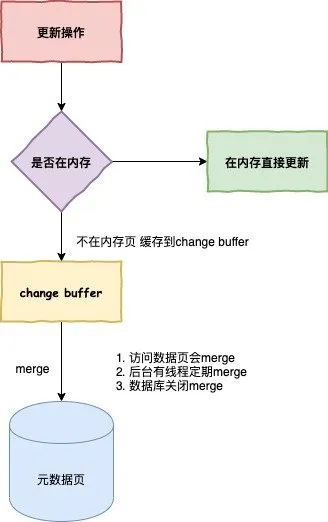 更新操作
是否在内存
在内存直接更新
不在内存页 缓存到change buffer
change buffer
merge
1. 访问数据页会merge
2. 后台有线程定期merge
3. 数据库关闭merge
元数据页